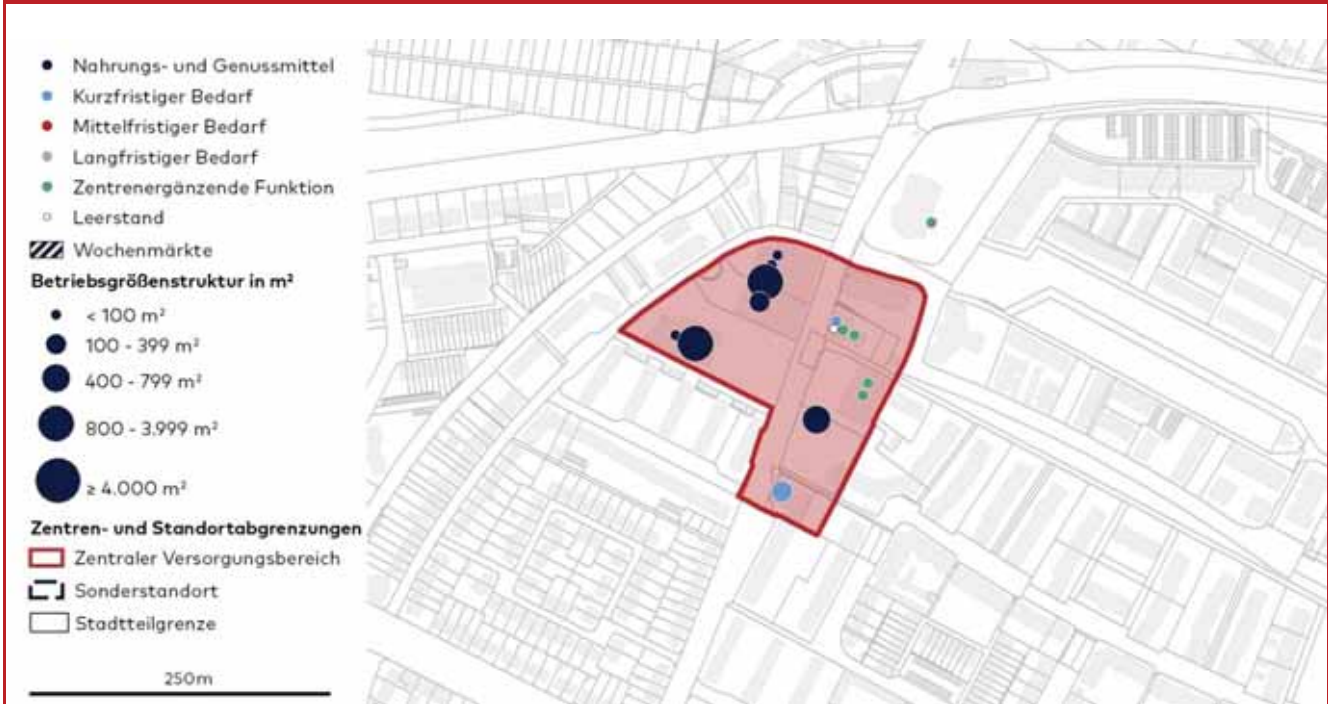 Nahrungs- und Genussmittel
Kurzfristiger Bedarf
Mittelfristiger Bedarf
Langfristiger Bedarf
Zentrenergänzende Funktion
Leerstand
Wochenmärkte
Betriebsgrößenstruktur in m²
< 100 m²
100 - 399 m²
400 - 799 m²
800 - 3.999 m²
≥ 4.000 m²
Zentren- und Standortabgrenzungen
Zentraler Versorgungsbereich
Sonderstandort
Stadtteilgrenze
250m